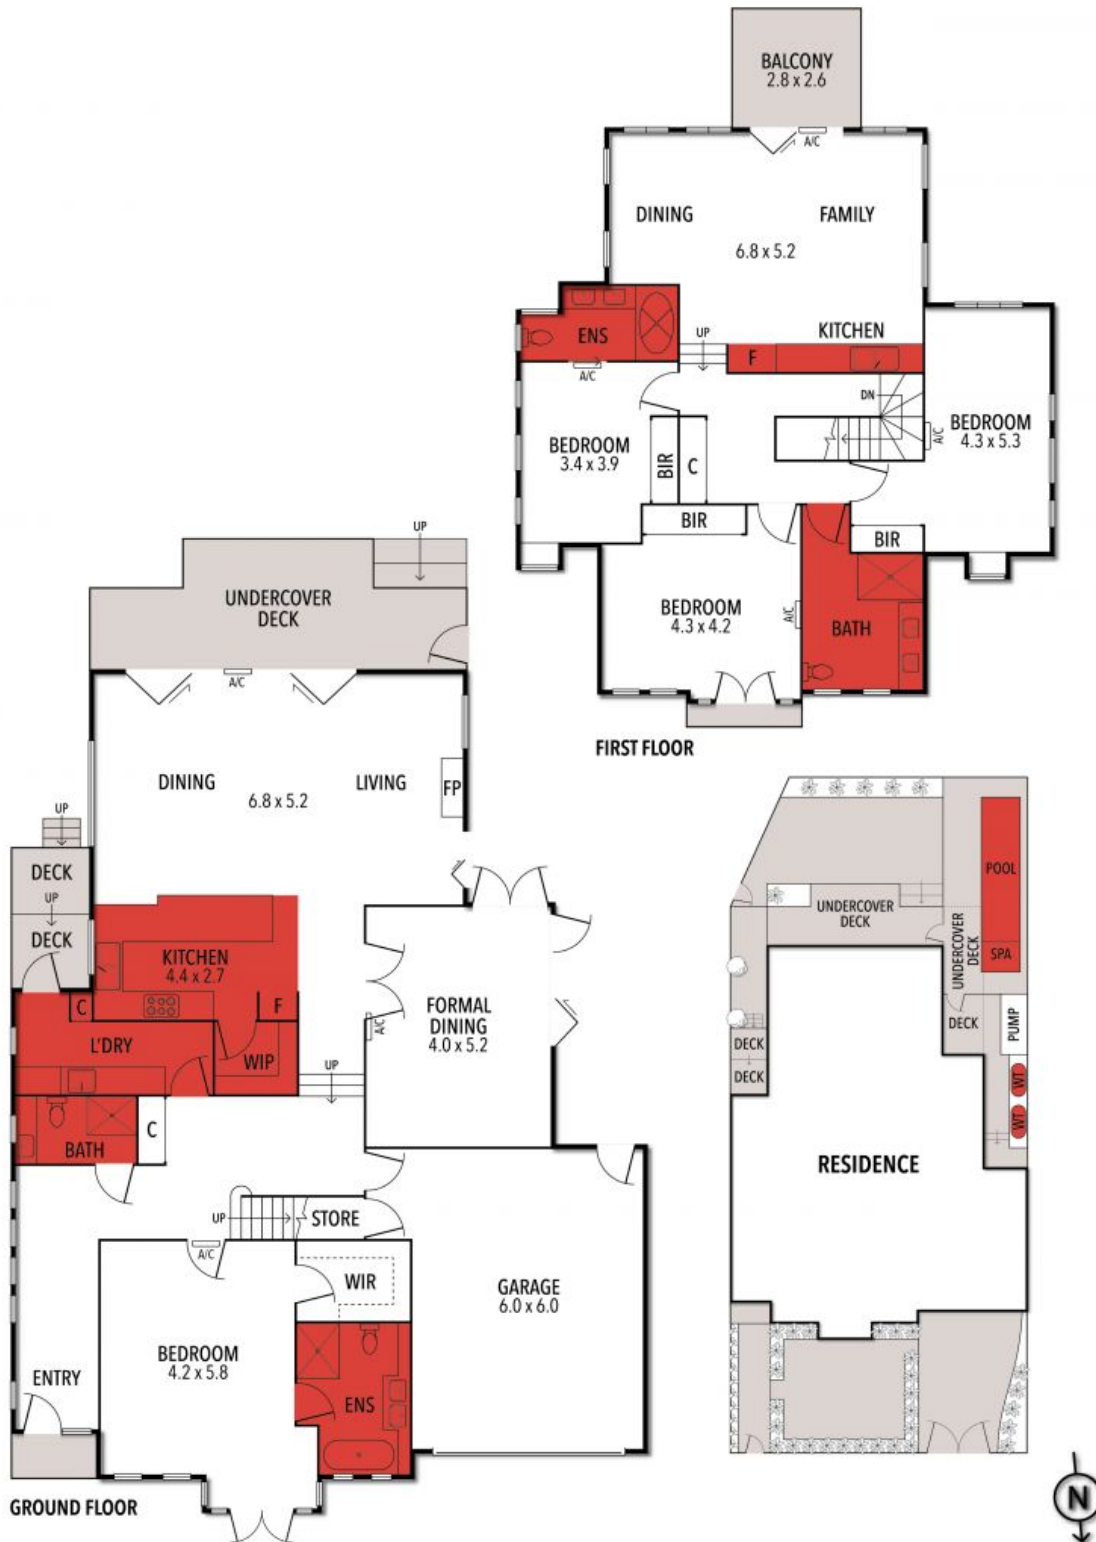 BALCONY
2.8 x 2.6
A/C
DINING
FAMILY
6.8 x 5.2
KITCHEN
ENS
UP
F
A/C
DN
BEDROOM
3.4 x 3.9
BIR
C
A/C
BEDROOM
4.3 x 5.3
BIR
BIR
BEDROOM
4.3 x 4.2
A/C
BATH
FIRST FLOOR
UP
UNDERCOVER
DECK
A/C
DINING
LIVING
6.8 x 5.2
FP
UP
DECK
UP
DECK
KITCHEN
4.4 x 2.7
C
F
L'DRY
WIP
A/C
FORMAL
DINING
4.0 x 5.2
UP
BATH
C
UP
STORE
A/C
WIR
GARAGE
6.0 x 6.0
BEDROOM
4.2 x 5.8
ENTRY
ENS
GROUND FLOOR
POOL
UNDERCOVER
DECK
UNDERCOVER
DECK
SPA
DECK
PUMP
DECK
DECK
WT
WT
RESIDENCE
N